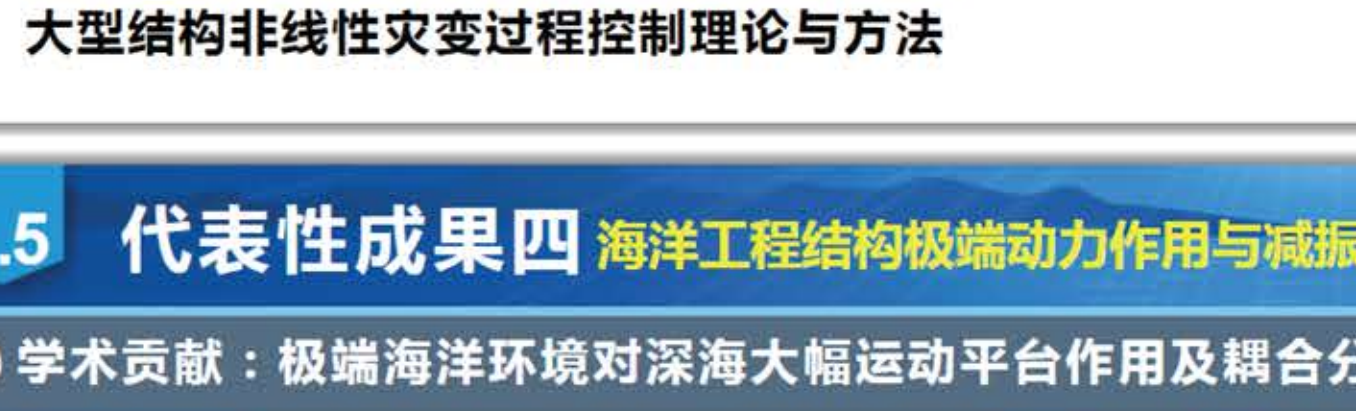 大型结构非线性灾变过程控制理论与方法
.5 代表性成果四 海洋工程结构极端动力作用与减振
学术贡献：极端海洋环境对深海大幅运动平台作用及耦合分